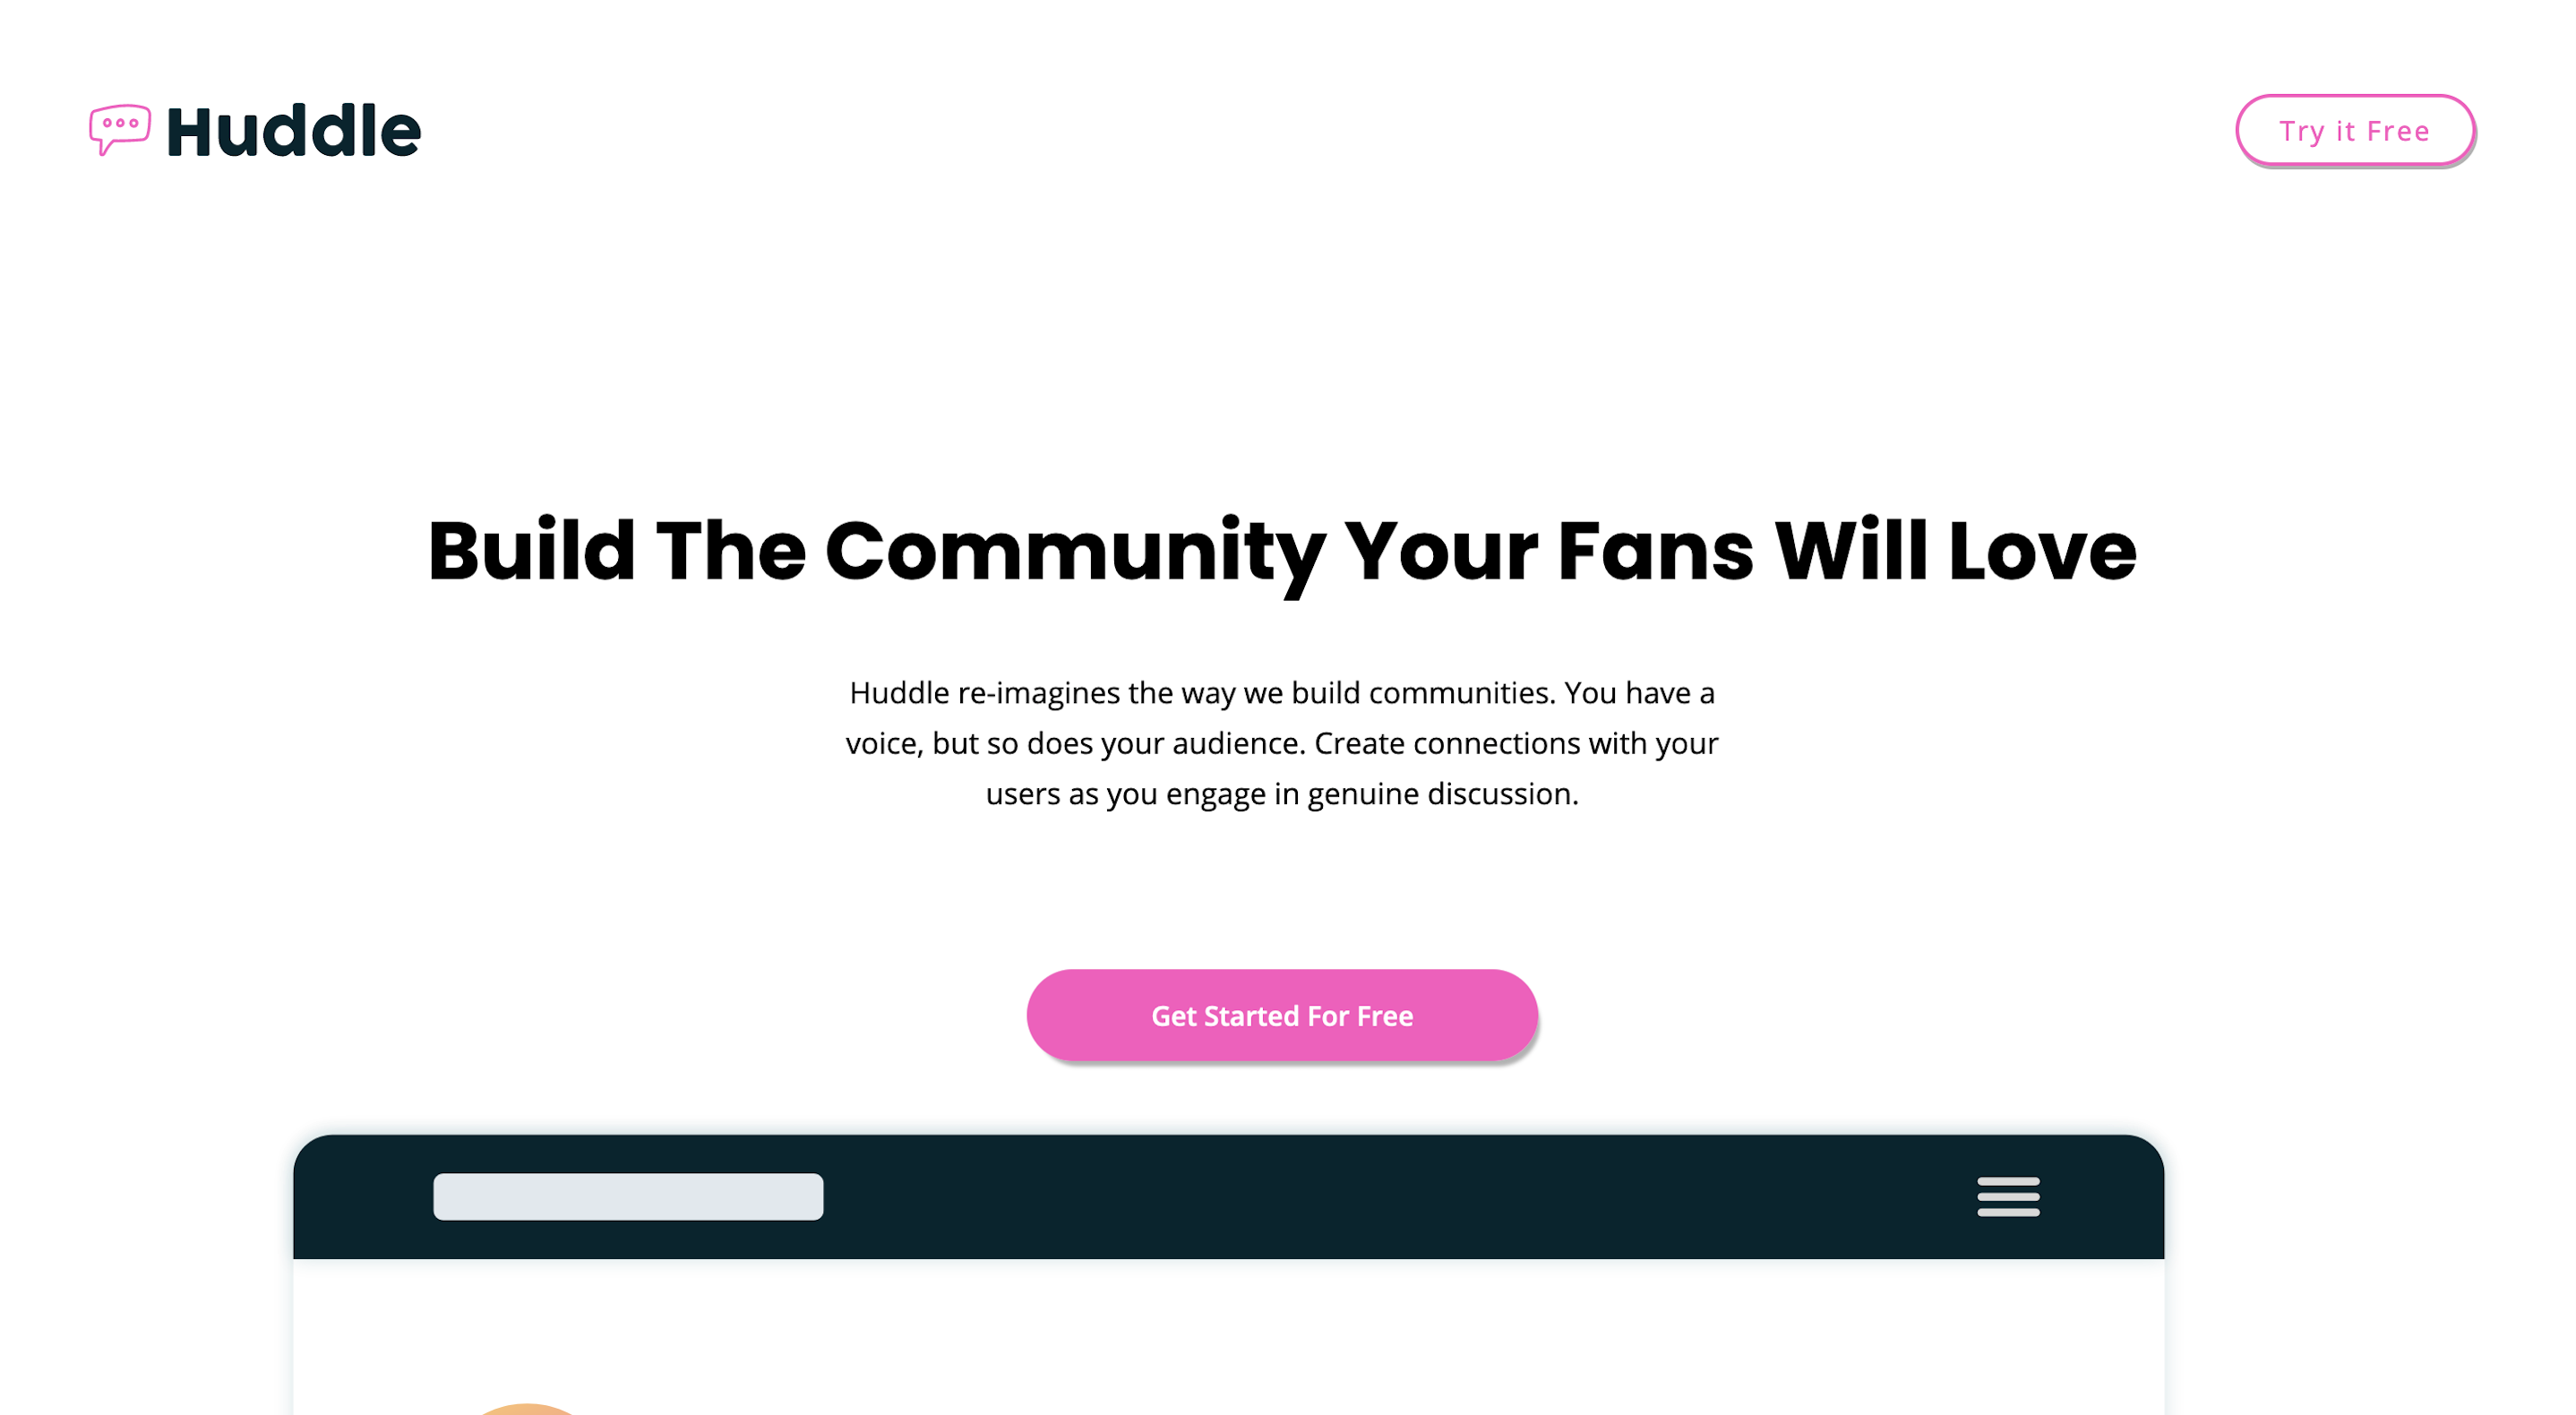 Huddle
Try it Free
Build The Community Your Fans Will Love
Huddle re-imagines the way we build communities. You have a
voice, but so does your audience. Create connections with your
users as you engage in genuine discussion.
Get Started For Free